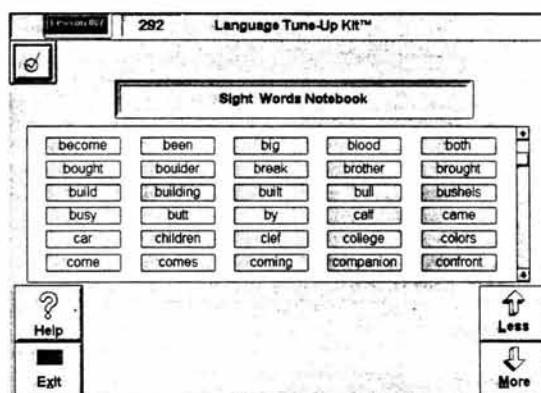 292 Language Tune-Up Kit™
Sight Words Notebook
become been big blood both
bought boulder break brother brought
build building built bull bushels
busy butt by calf came
car children clef college colors
come comes coming companion confront
Help
Less
Exit
More